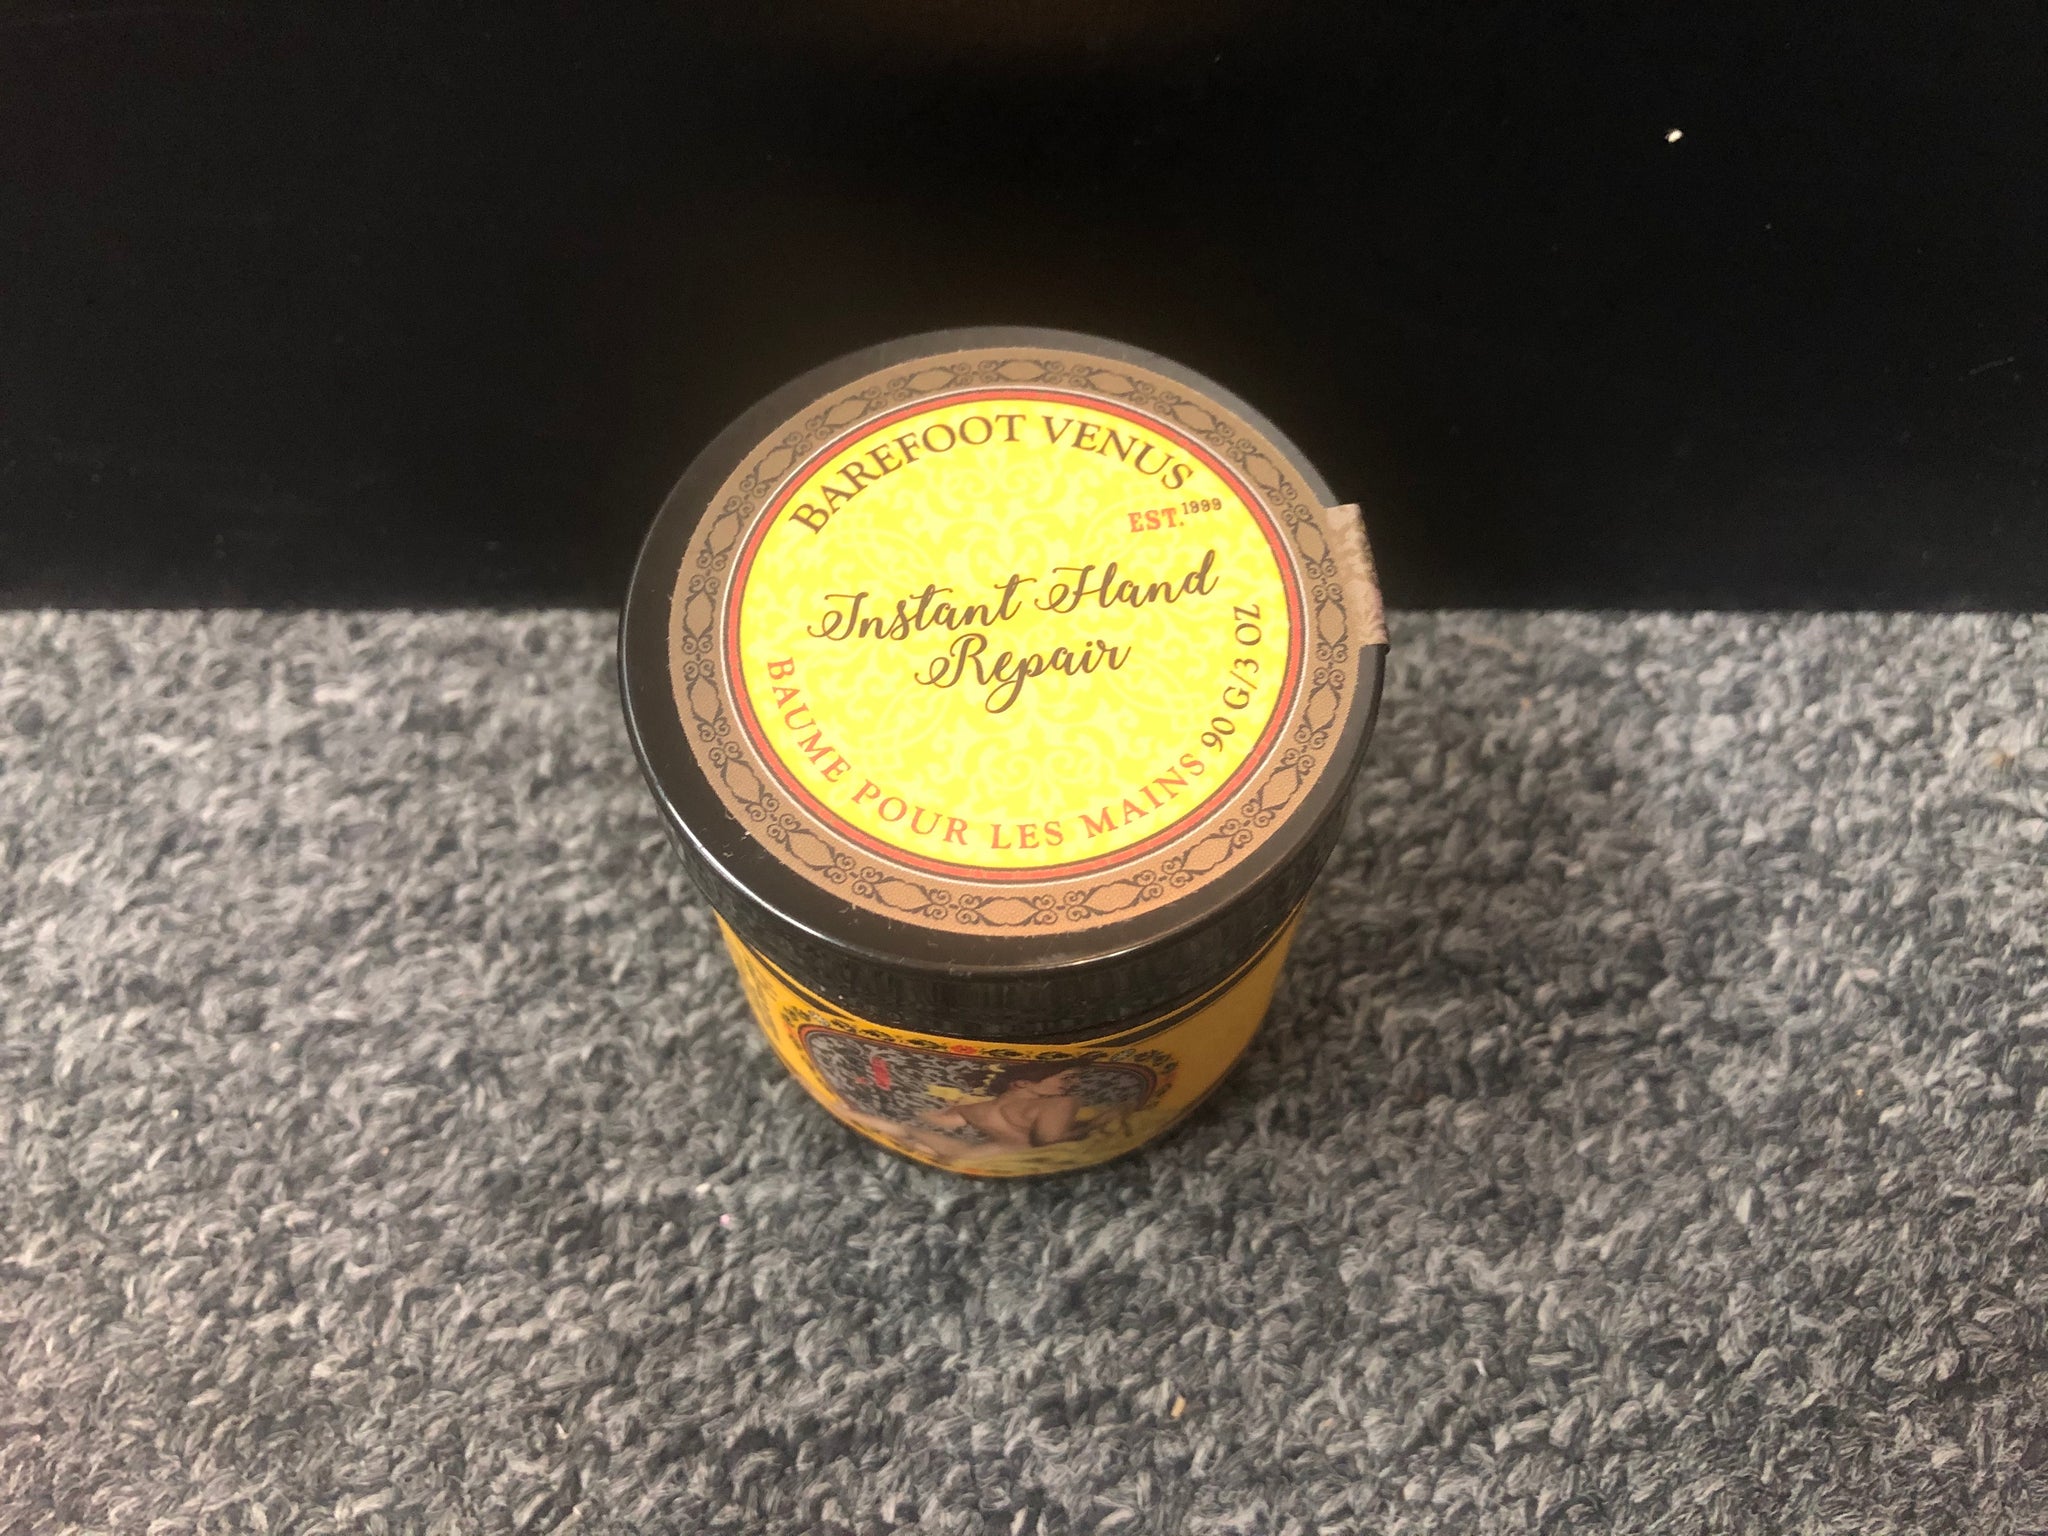 BAREFOOT VENUS
EST. 1999
Instant Hand
Repair
BAUME POUR LES MAINS 90 G/3 OZ